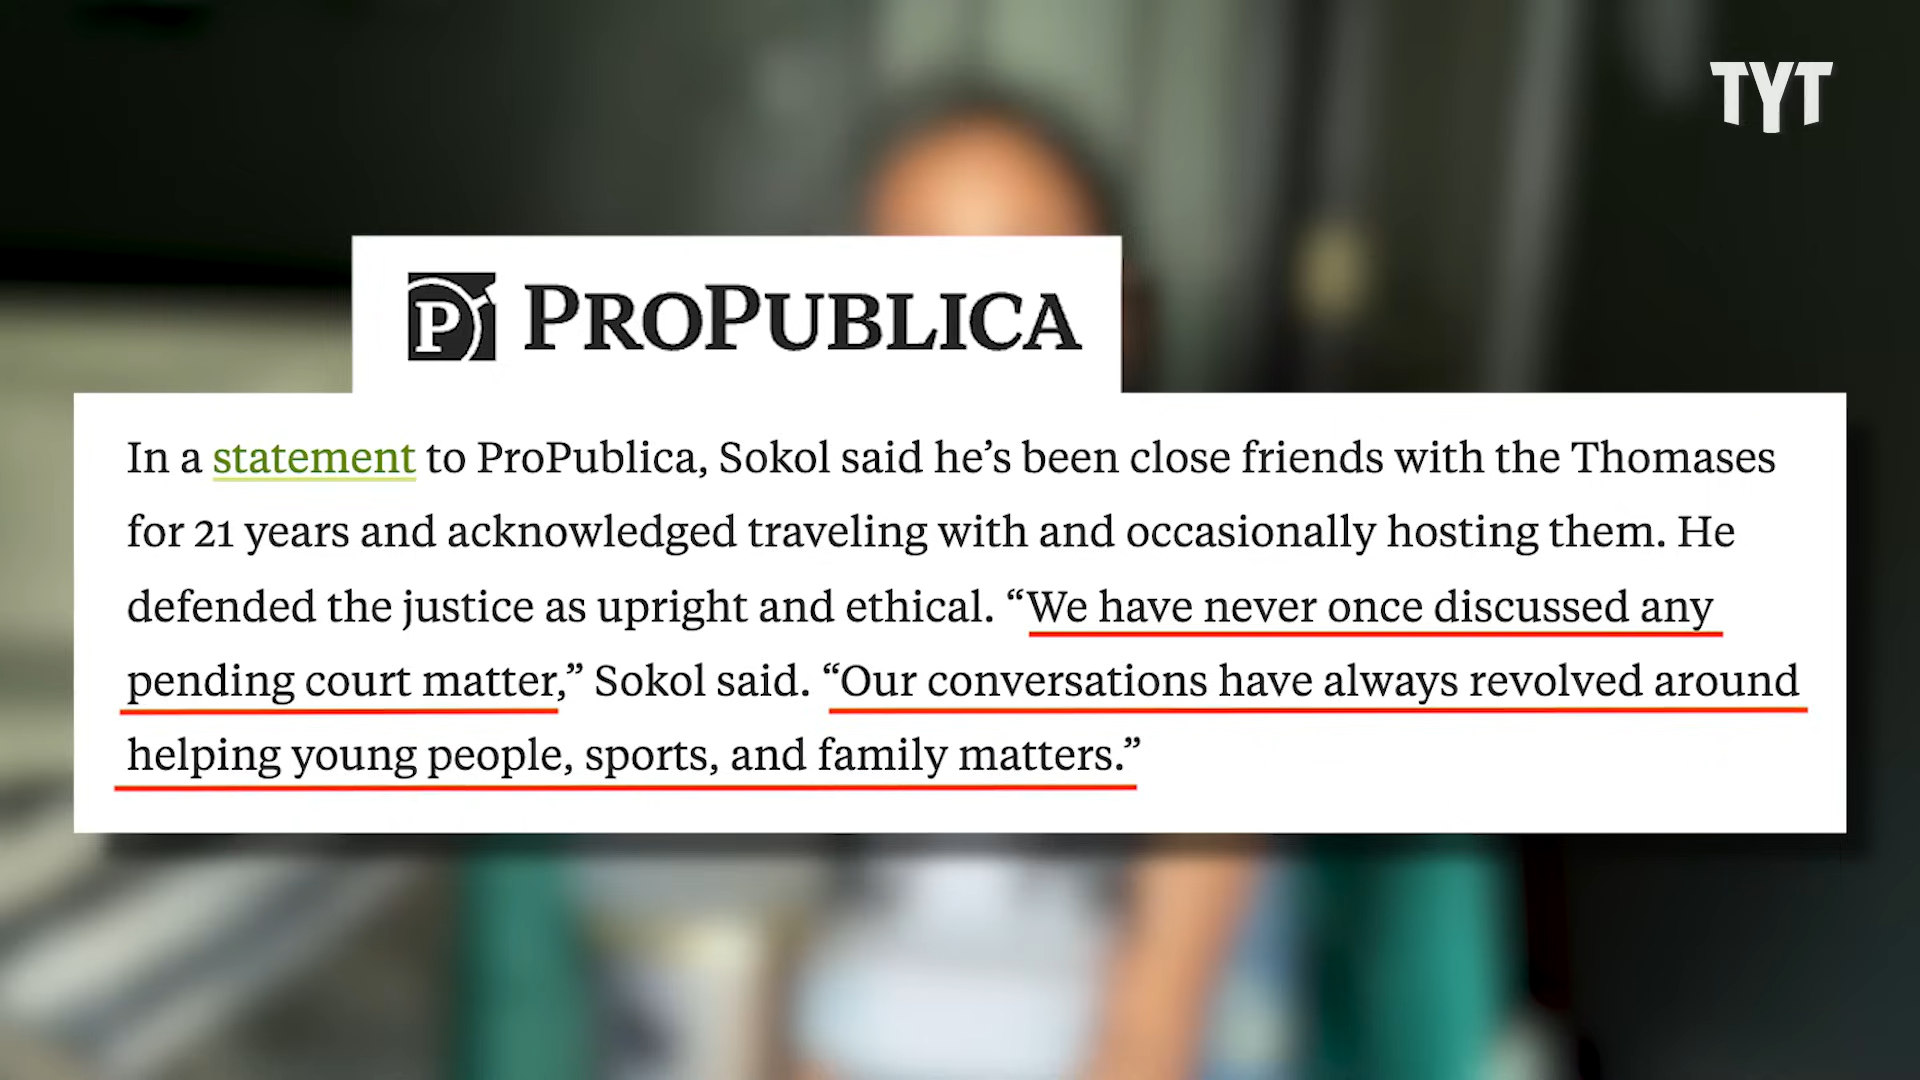 TYT
P PROPUBLICA
In a statement to ProPublica, Sokol said he’s been close friends with the Thomases
for 21 years and acknowledged traveling with and occasionally hosting them. He
defended the justice as upright and ethical. “We have never once discussed any
pending court matter,” Sokol said. “Our conversations have always revolved around
helping young people, sports, and family matters.”